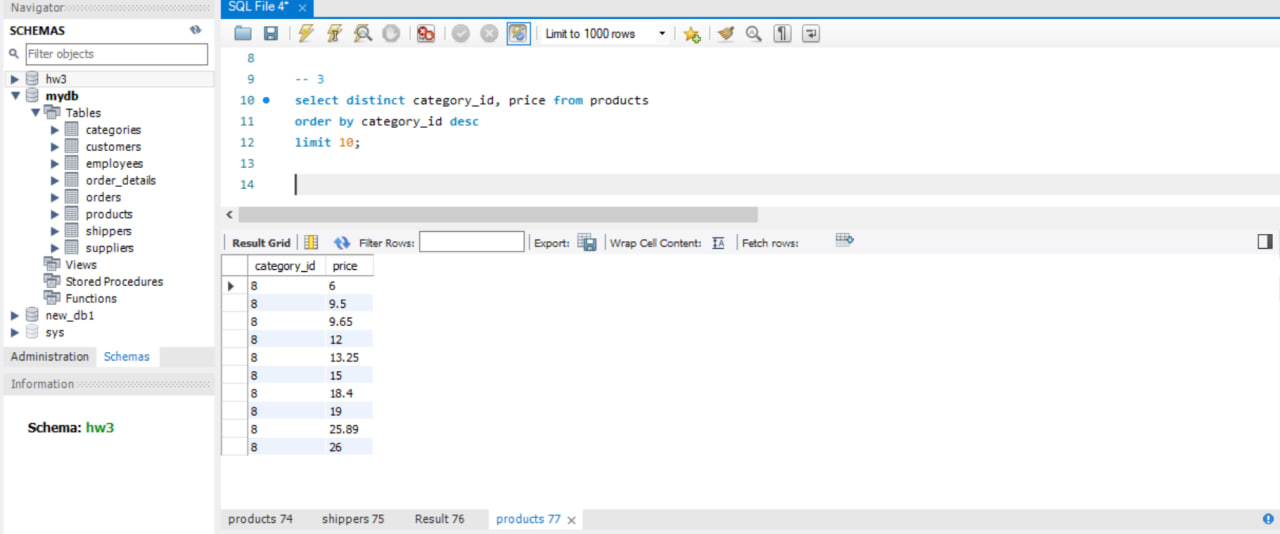 Navigator
SCHEMAS
Filter objects
hw3
mydb
Tables
categories
customers
employees
order_details
orders
products
shippers
suppliers
Views
Stored Procedures
Functions
new_db1
sys
Administration Schemas
Information
Schema: hw3
SQL File 4*
Limit to 1000 rows
8
9 -- 3
10 select distinct category_id, price from products
11 order by category_id desc
12 limit 10;
13
14
Result Grid Filter Rows: Export: Wrap Cell Content: Fetch rows:
category_id price
8 6
8 9.5
8 9.65
8 12
8 13.25
8 15
8 18.4
8 19
8 25.89
8 26
products 74 shippers 75 Result 76 products 77